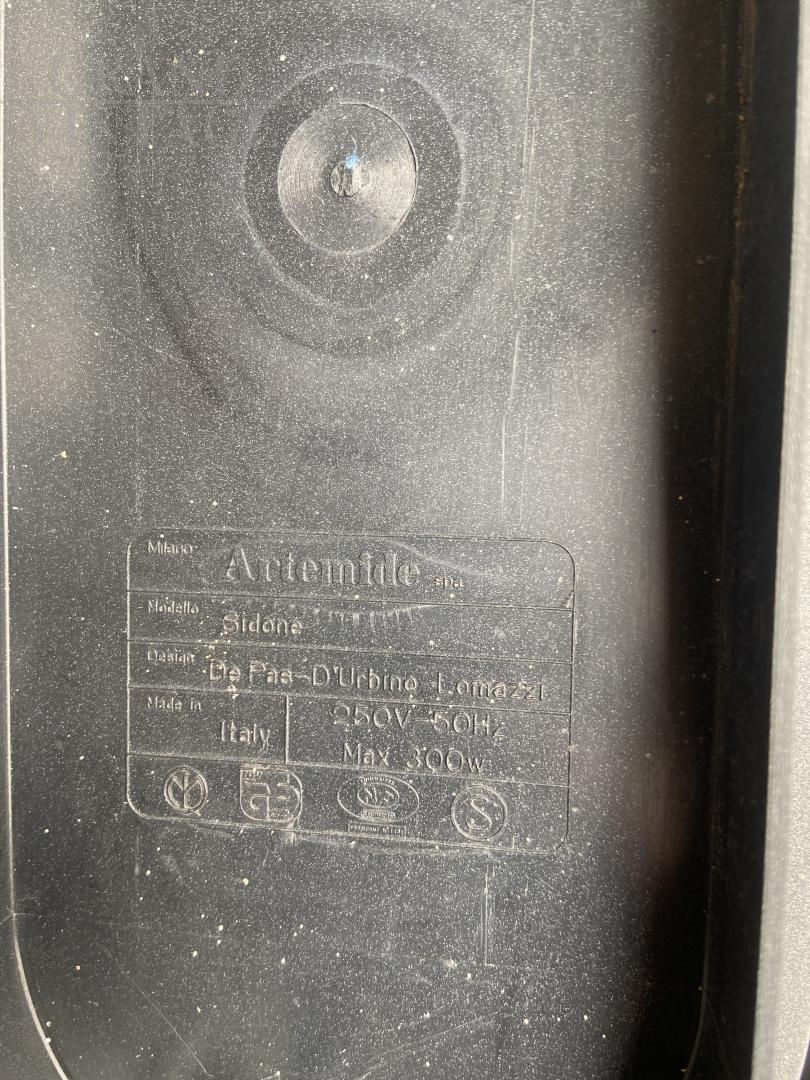 Milano Artemide spa
Modello Sidone
Design De Pas-D'Urbino-Lomazzi
Made in Italy
250V 50Hz
Max 300w
S